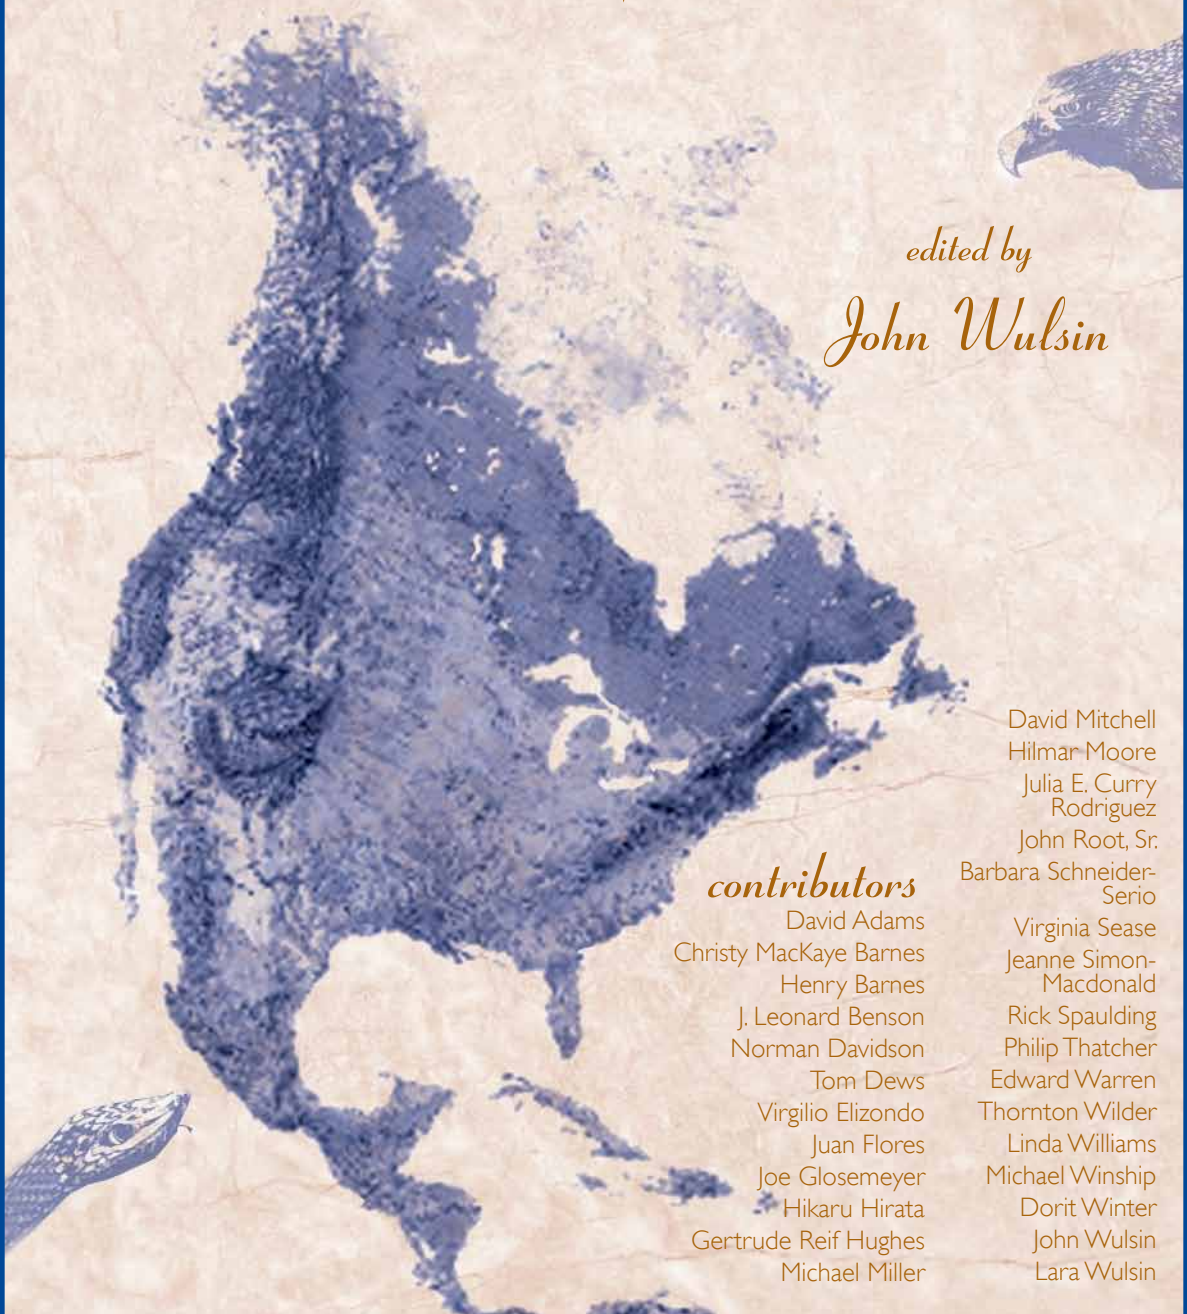 edited by
John Wulsin
contributors
David Adams
Christy MacKaye Barnes
Henry Barnes
J. Leonard Benson
Norman Davidson
Tom Dews
Virgilio Elizondo
Juan Flores
Joe Glosemeyer
Hikaru Hirata
Gertrude Reif Hughes
Michael Miller
David Mitchell
Hilmar Moore
Julia E. Curry
Rodriguez
John Root, Sr.
Barbara Schneider-
Serio
Virginia Sease
Jeanne Simon-
Macdonald
Rick Spaulding
Philip Thatcher
Edward Warren
Thornton Wilder
Linda Williams
Michael Winship
Dorit Winter
John Wulsin
Lara Wulsin